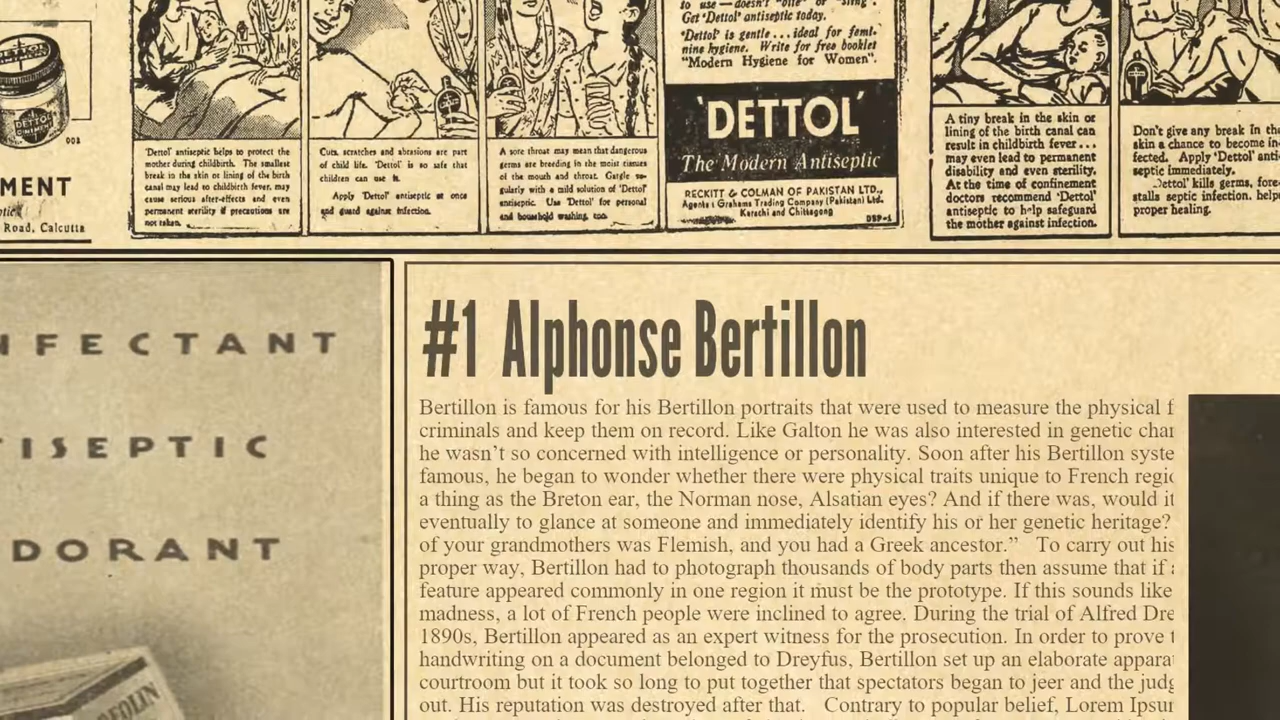 to use — doesn't "bite" or "sting".
Get 'Dettol' antiseptic today.
'Dettol' is gentle... ideal for femi-
nine hygiene. Write for free booklet
"Modern Hygiene for Women".
'DETTOL'
The Modern Antiseptic
RECKITT & COLMAN OF PAKISTAN LTD.,
Agents: Grahams Trading Company (Pakistan) Ltd.
Karachi and Chittagong
DSP-1
DETTOL
001
MENT
Road, Calcutta
'Dettol' antiseptic helps to protect the
mother during childbirth. The smallest
break in the skin or lining of the birth
canal may lead to childbirth fever, may
cause serious after-effects and even
permanent sterility if precautions are
not taken.
Cuts, scratches and abrasions are part
of child life. 'Dettol' is so safe that
children can use it.
Apply 'Dettol' antiseptic at once
and guard against infection.
A sore throat may mean that dangerous
germs are breeding in the moist tissues
of the mouth and throat. Gargle re-
gularly with a mild solution of 'Dettol'
antiseptic. Use 'Dettol' for personal
and household washing, too.
A tiny break in the skin or
lining of the birth canal can
result in childbirth fever...
may even lead to permanent
disability and even sterility.
At the time of confinement
doctors recommend 'Dettol'
antiseptic to help safeguard
the mother against infection.
Don't give any break in th
skin a chance to become in-
fected. Apply 'Dettol' anti-
septic immediately.
'Dettol' kills germs, fore-
stalls septic infection, helps
proper healing.
NFECTANT
TISEPTIC
DORANT
#1 Alphonse Bertillon
Bertillon is famous for his Bertillon portraits that were used to measure the physical f
criminals and keep them on record. Like Galton he was also interested in genetic char
he wasn't so concerned with intelligence or personality. Soon after his Bertillon syste
famous, he began to wonder whether there were physical traits unique to French regio
a thing as the Breton ear, the Norman nose, Alsatian eyes? And if there was, would it
eventually to glance at someone and immediately identify his or her genetic heritage?
of your grandmothers was Flemish, and you had a Greek ancestor." To carry out his
proper way, Bertillon had to photograph thousands of body parts then assume that if a
feature appeared commonly in one region it must be the prototype. If this sounds like
madness, a lot of French people were inclined to agree. During the trial of Alfred Dre
1890s, Bertillon appeared as an expert witness for the prosecution. In order to prove t
handwriting on a document belonged to Dreyfus, Bertillon set up an elaborate apparat
courtroom but it took so long to put together that spectators began to jeer and the judg
out. His reputation was destroyed after that. Contrary to popular belief, Lorem Ipsum